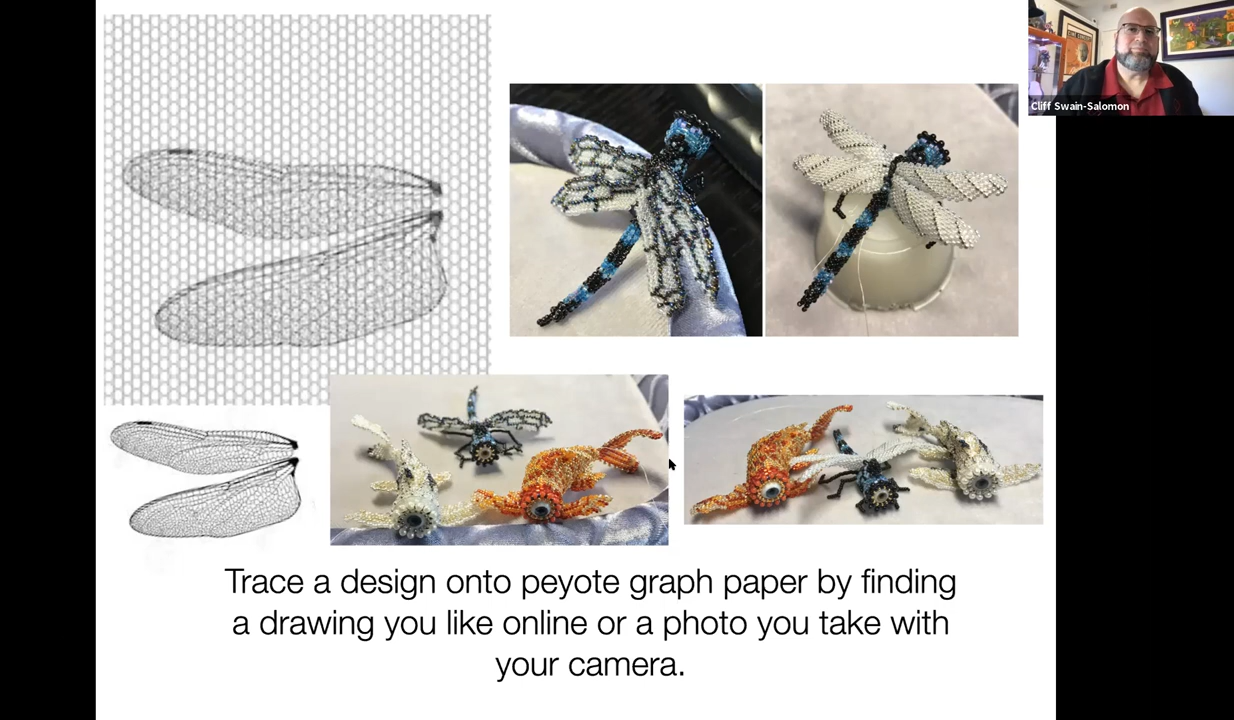 Cliff Swain-Salomon
Trace a design onto peyote graph paper by finding
a drawing you like online or a photo you take with
your camera.